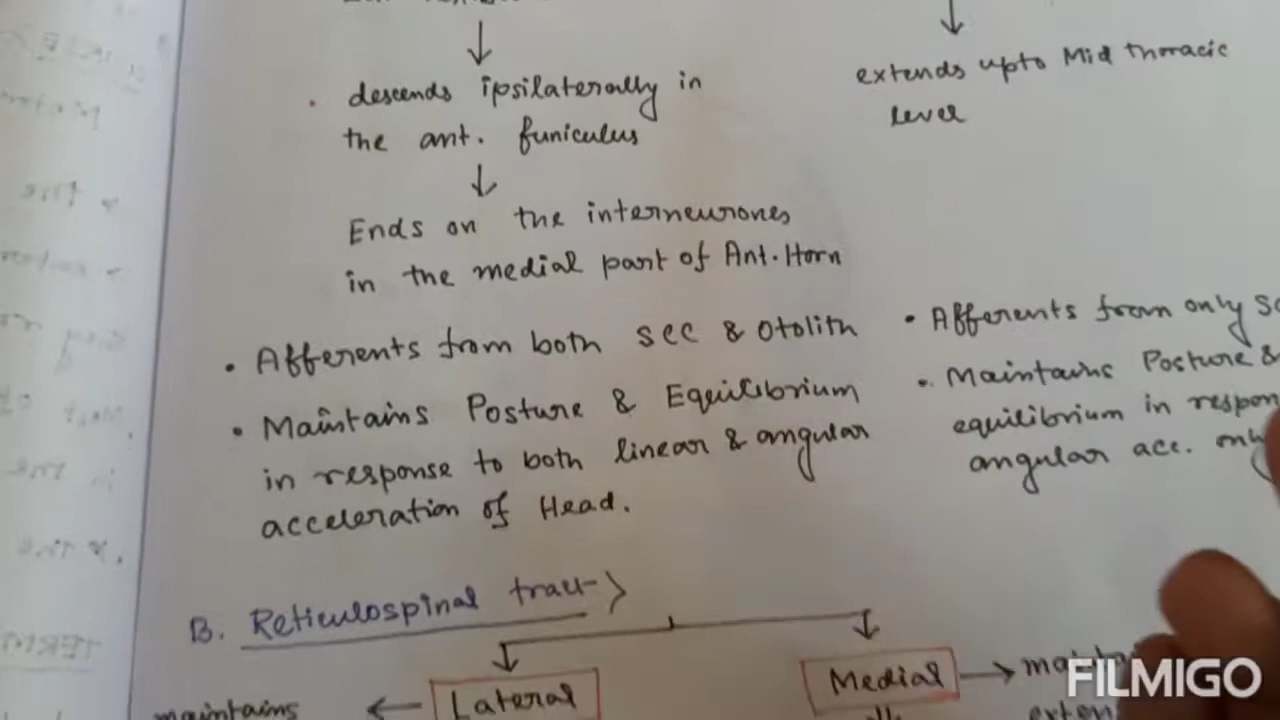 descends ipsilaterally in
the ant. funiculus
Ends on the interneurones
in the medial part of Ant. Horn
• Afferents from both SCC & Otolith
• Maintains Posture & Equilibrium
in response to both linear & angular
acceleration of Head.
extends upto Mid thoracic
level
• Afferents from only
• Maintains Posture &
equilibrium in
angular acc. only
B. Reticulospinal tract
Lateral
maintains
Medial
FILMIGO